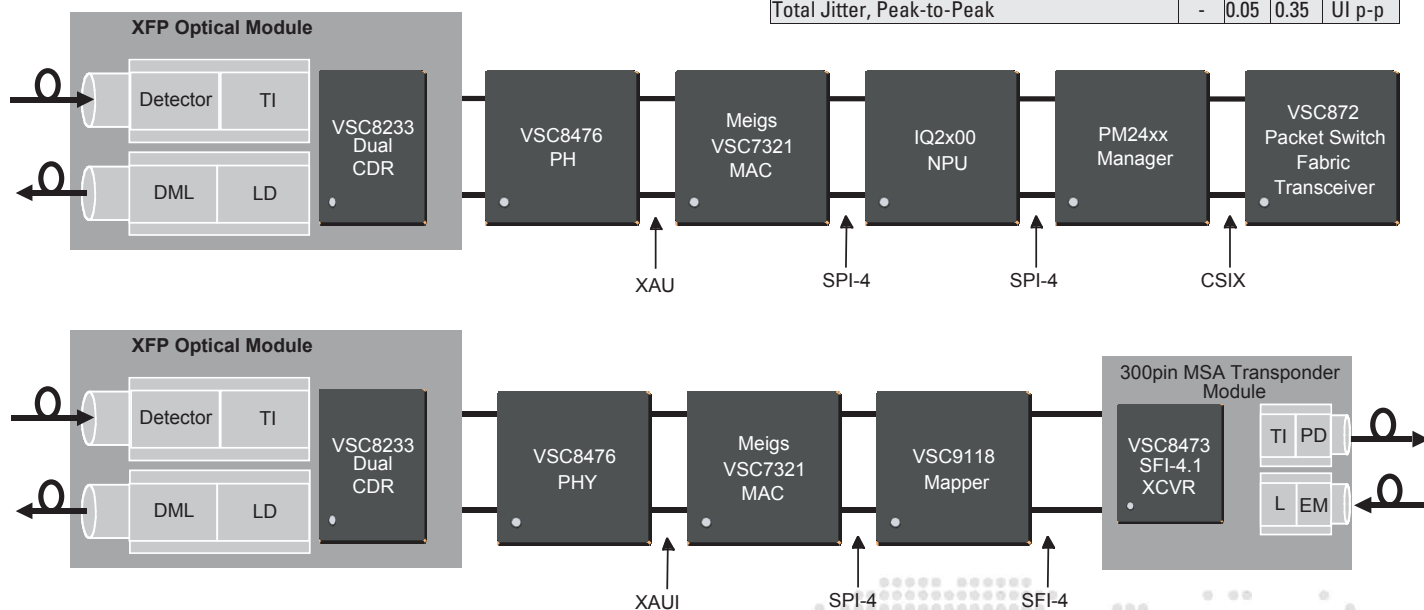 Total Jitter, Peak-to-Peak - 0.05 0.35 UI p-p
XFP Optical Module
Detector TI
DML LD
VSC8233
Dual
CDR
VSC8476
PH
Meigs
VSC7321
MAC
IQ2x00
NPU
PM24xx
Manager
VSC872
Packet Switch
Fabric
Transceiver
XAU
SPI-4
SPI-4
CSIX
XFP Optical Module
Detector TI
DML LD
VSC8233
Dual
CDR
VSC8476
PHY
Meigs
VSC7321
MAC
VSC9118
Mapper
300pin MSA Transponder
Module
VSC8473
SFI-4.1
XCVR
TI PD
L EM
XAUI
SPI-4
SFI-4